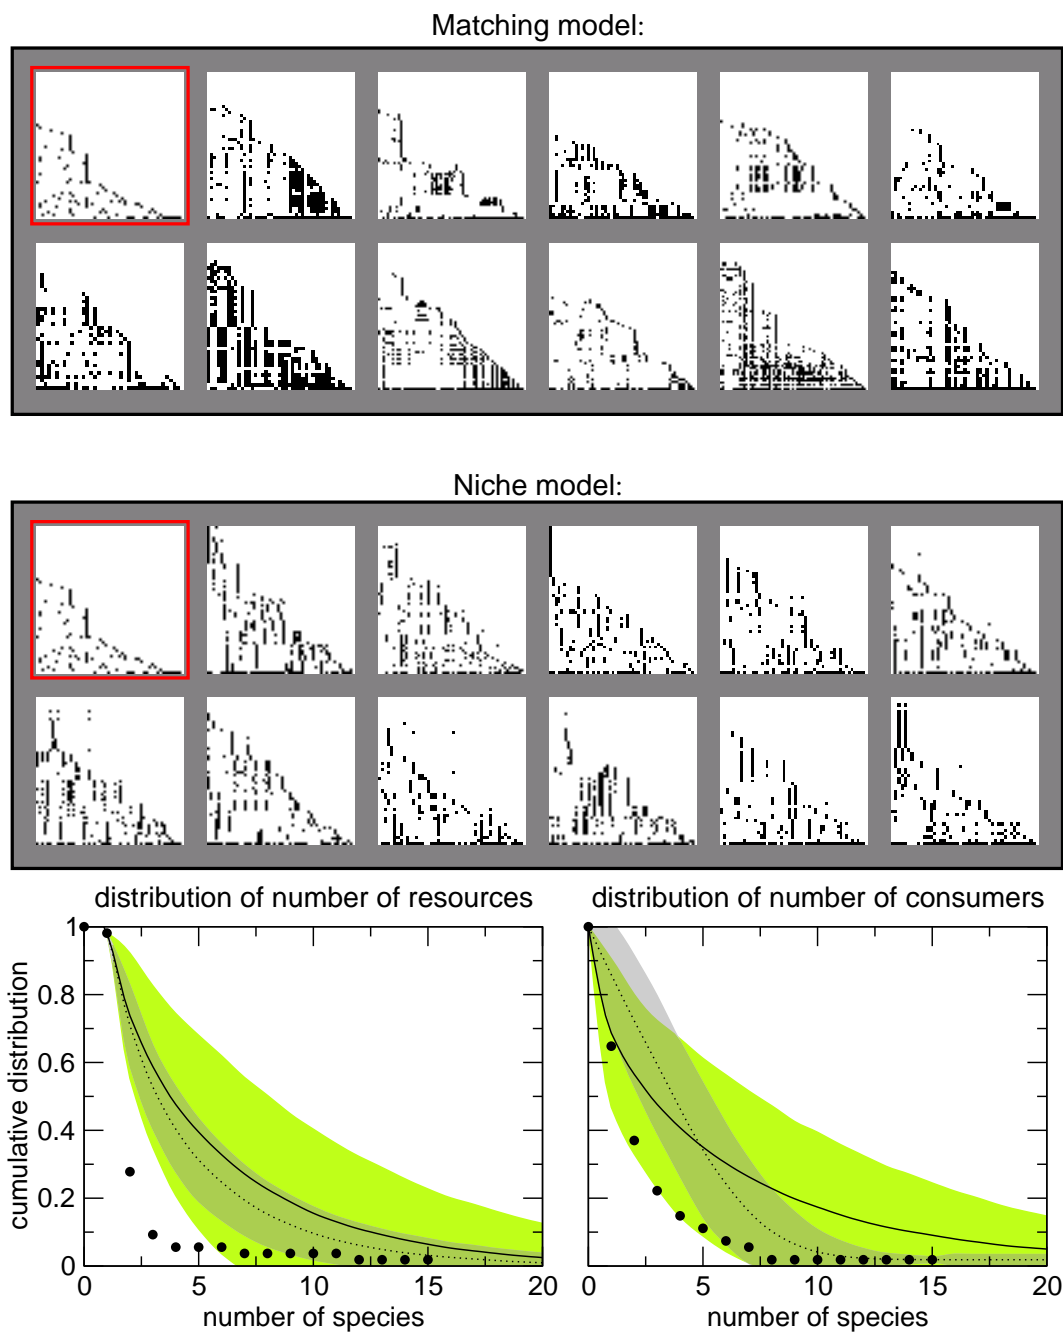 Matching model:
Niche model:
distribution of number of resources
distribution of number of consumers
cumulative distribution
1
0.8
0.6
0.4
0.2
0
0 5 10 15 20
0 5 10 15 20
number of species
number of species